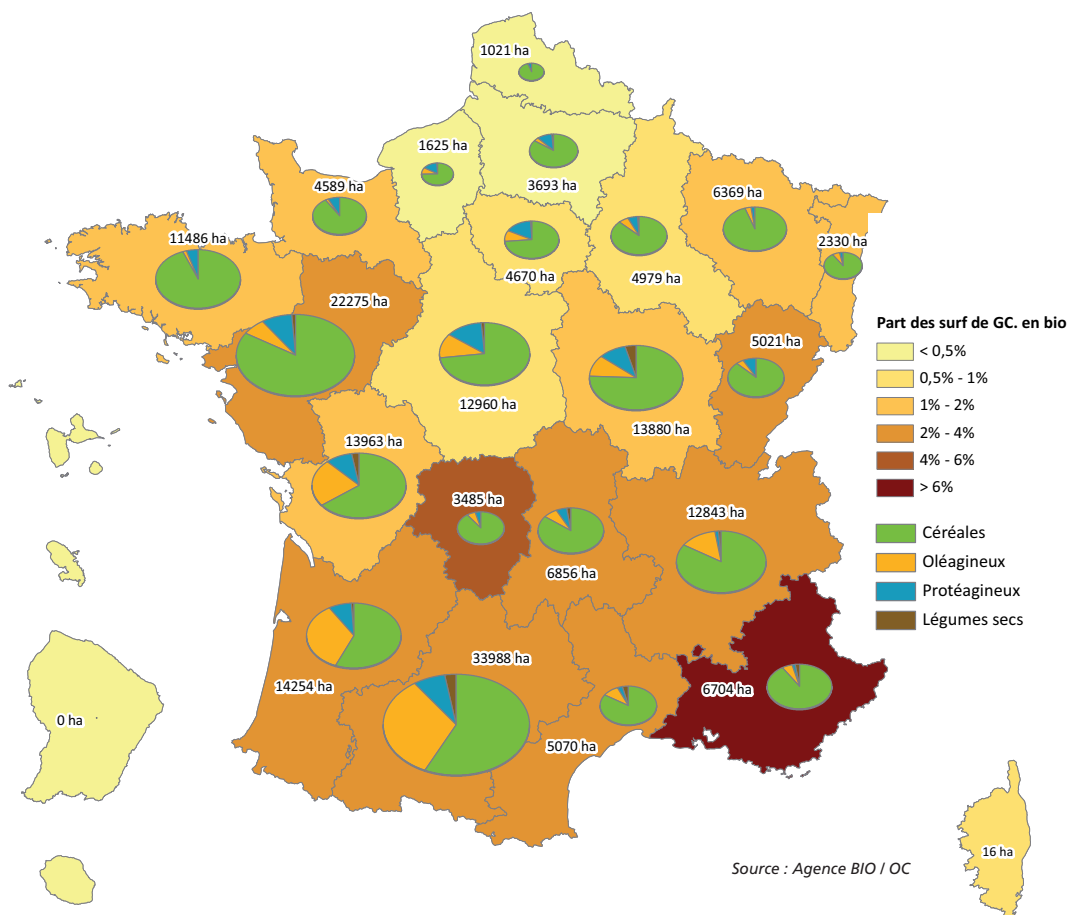 1021 ha
1625 ha
3693 ha
4589 ha
6369 ha
11486 ha
2330 ha
4670 ha
4979 ha
22275 ha
Part des surf de GC. en bio
< 0,5%
0,5% - 1%
1% - 2%
2% - 4%
4% - 6%
> 6%
5021 ha
12960 ha
13880 ha
13963 ha
3485 ha
12843 ha
6856 ha
Céréales
Oléagineux
Protéagineux
Légumes secs
33988 ha
14254 ha
6704 ha
0 ha
5070 ha
16 ha
Source : Agence BIO / OC